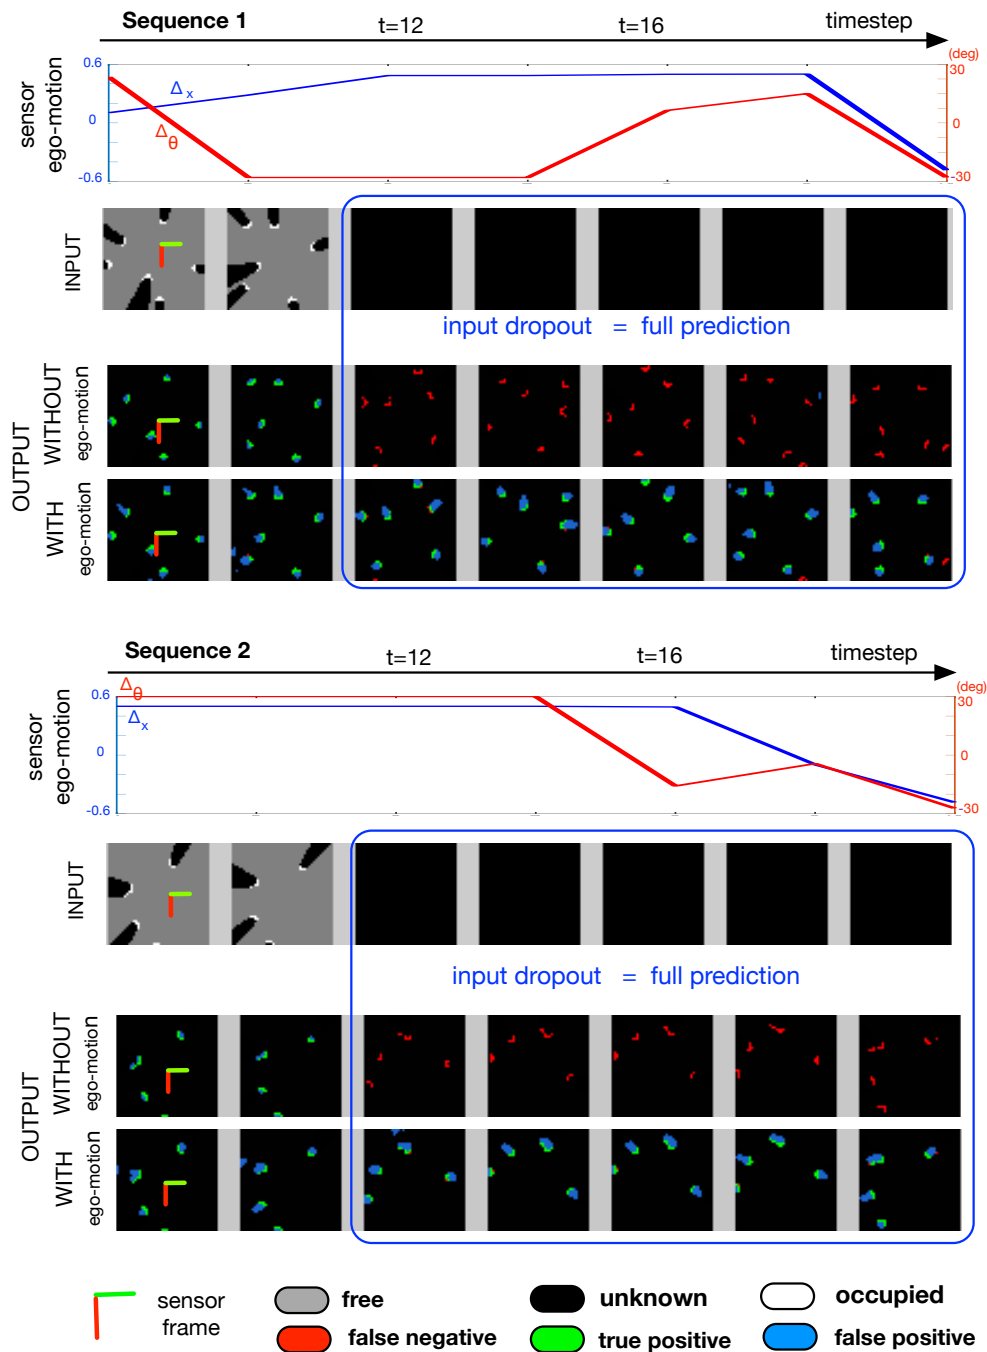 Sequence 1
t=12
t=16
timestep
sensor
ego-motion
0.6
0
-0.6
Δx
Δθ
(deg)
30
0
-30
INPUT
input dropout = full prediction
OUTPUT
WITHOUT
ego-motion
WITH
ego-motion
Sequence 2
t=12
t=16
timestep
sensor
ego-motion
0.6
0
-0.6
Δθ
Δx
(deg)
30
0
-30
INPUT
input dropout = full prediction
OUTPUT
WITHOUT
ego-motion
WITH
ego-motion
sensor
frame
free
unknown
occupied
false negative
true positive
false positive